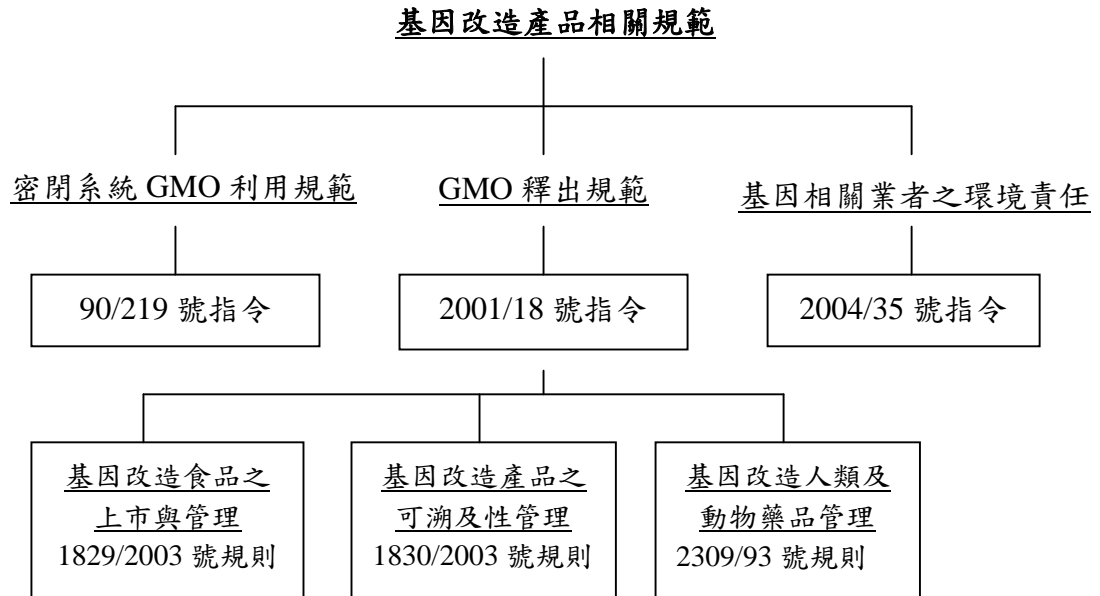 基因改造產品相關規範
密閉系統 GMO 利用規範
GMO 釋出規範
基因相關業者之環境責任
90/219 號指令
2001/18 號指令
2004/35 號指令
基因改造食品之
上市與管理
1829/2003 號規則
基因改造產品之
可溯及性管理
1830/2003 號規則
基因改造人類及
動物藥品管理
2309/93 號規則